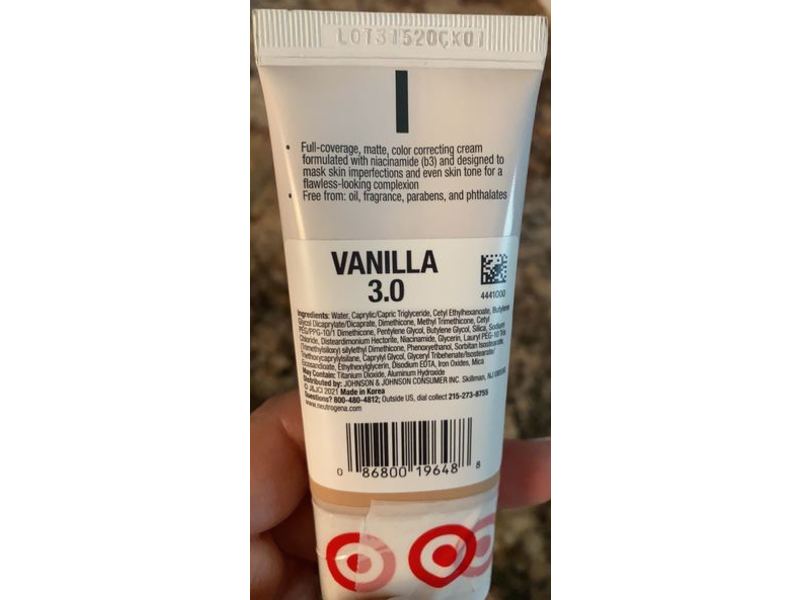 LOT31520CX01
• Full-coverage, matte, color correcting cream
formulated with niacinamide (b3) and designed to
mask skin imperfections and even skin tone for a
flawless-looking complexion
• Free from: oil, fragrance, parabens, and phthalates
VANILLA
3.0
4441000
Ingredients: Water, Caprylic/Capric Triglyceride, Cetyl Ethylhexanoate, Butylene
Glycol Dicaprylate/Dicaprate, Dimethicone, Methyl Trimethicone, Cetyl
PEG/PPG-10/1 Dimethicone, Pentylene Glycol, Butylene Glycol, Silica, Sodium
Chloride, Disteardimonium Hectorite, Niacinamide, Glycerin, Lauryl PEG-10 Tris
(Trimethylsiloxy) silylethyl Dimethicone, Phenoxyethanol, Sorbitan Isostearate,
Triethoxycaprylylsilane, Caprylyl Glycol, Glyceryl Tribehenate/Isostearate/
Eicosandioate, Ethylhexylglycerin, Disodium EDTA, Iron Oxides, Mica
May Contain: Titanium Dioxide, Aluminum Hydroxide
Distributed by: JOHNSON & JOHNSON CONSUMER INC. Skillman, NJ
© J&JCI 2021 Made in Korea
Questions? 800-480-4812; Outside US, dial collect 215-273-8755
www.neutrogena.com
0 86800 19648 8